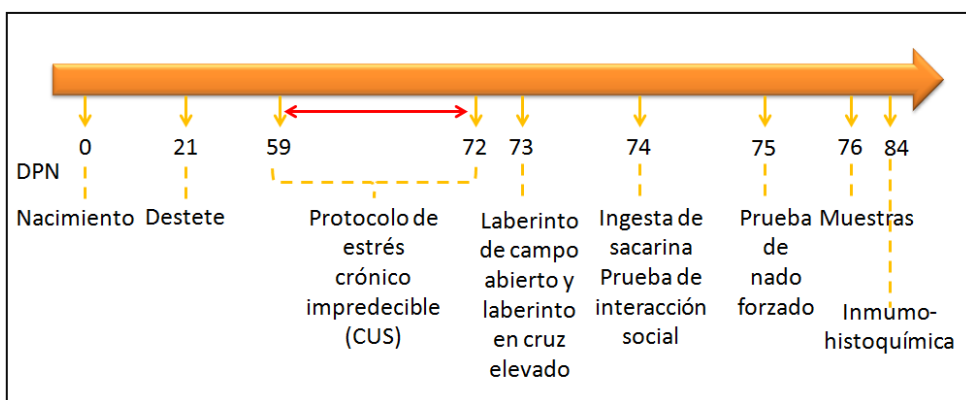 0 21 59 72 73 74 75 76 84
DPN
Nacimiento
Destete
Protocolo de
estrés
crónico
impredecible
(CUS)
Laberinto
de campo
abierto y
laberinto
en cruz
elevado
Ingesta de
sacarina
Prueba de
interacción
social
Prueba
de
nado
forzado
Muestras
Inmumo-
histoquímica